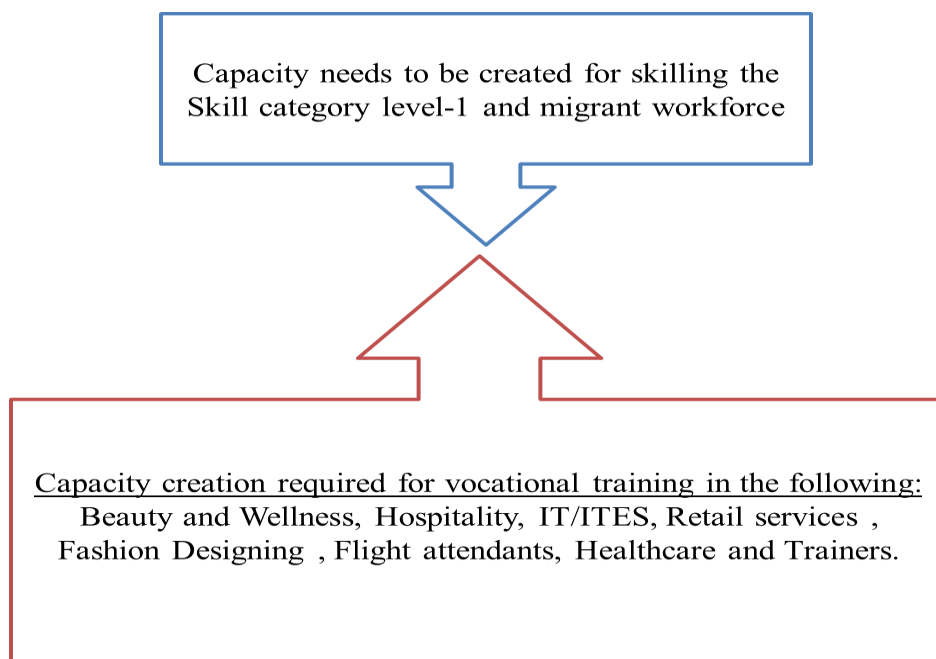 Capacity needs to be created for skilling the
Skill category level-1 and migrant workforce
Capacity creation required for vocational training in the following:
Beauty and Wellness, Hospitality, IT/ITES, Retail services ,
Fashion Designing , Flight attendants, Healthcare and Trainers.